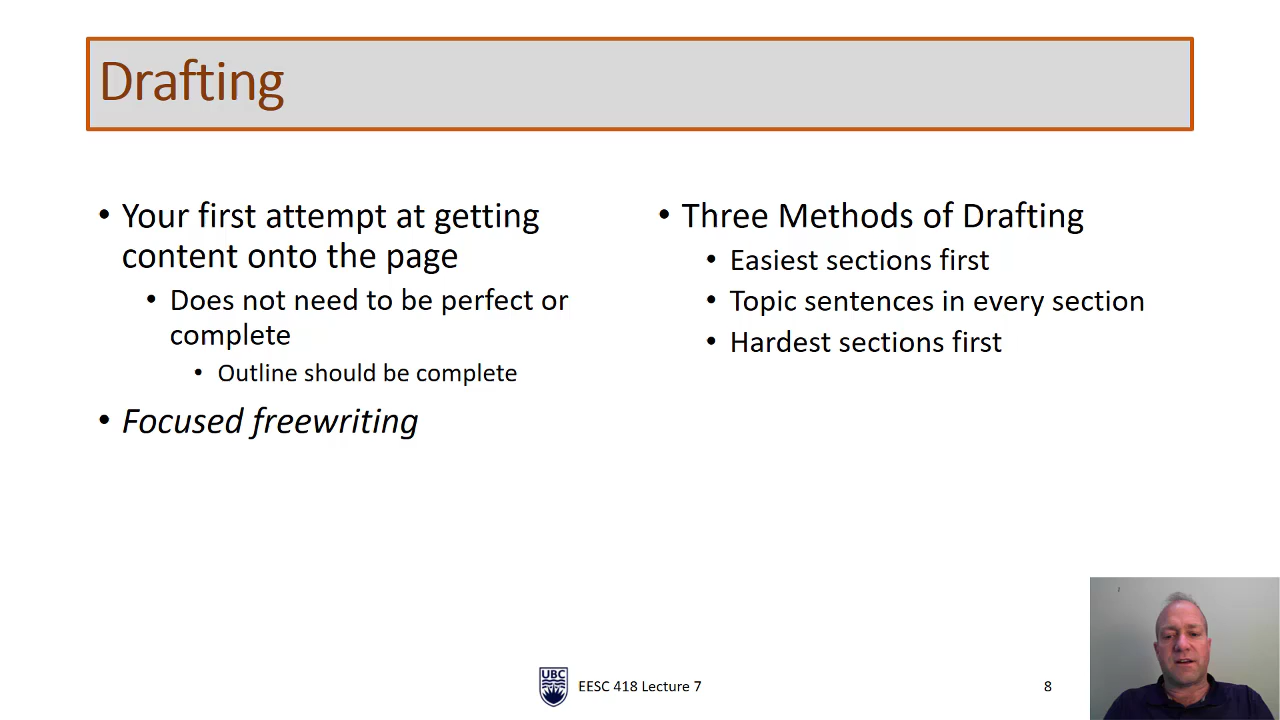 Drafting
• Your first attempt at getting
content onto the page
• Does not need to be perfect or
complete
• Outline should be complete
• Focused freewriting
• Three Methods of Drafting
• Easiest sections first
• Topic sentences in every section
• Hardest sections first
UBC
EESC 418 Lecture 7
8